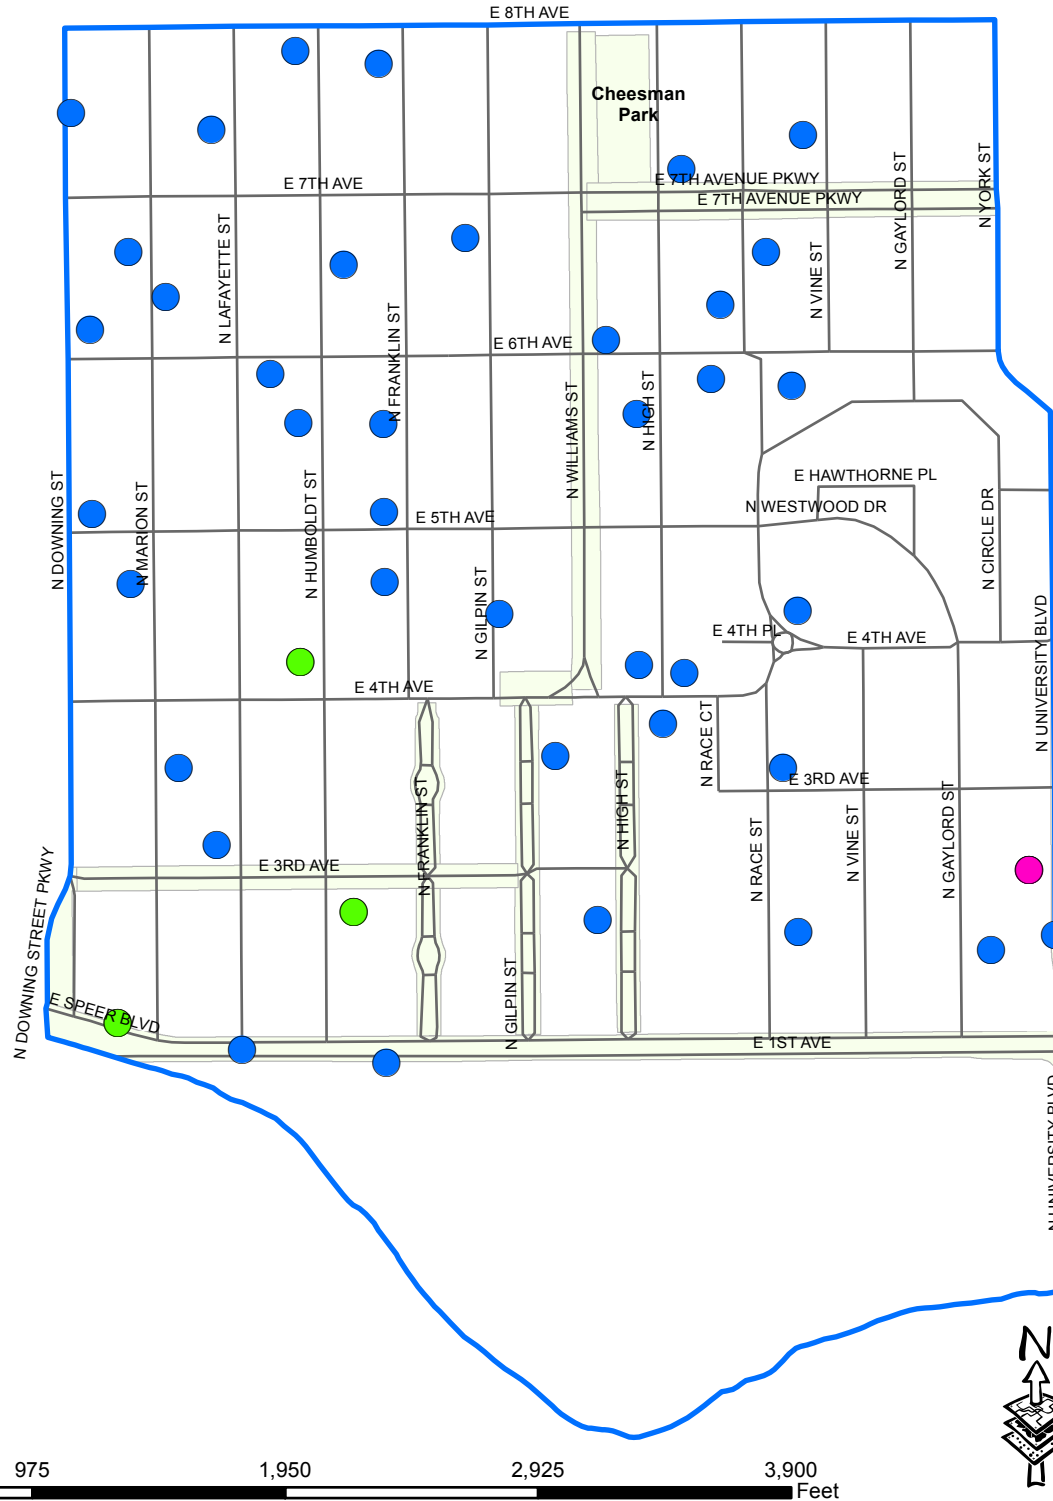 E 8TH AVE
Cheesman
Park
E 7TH AVE
E 7TH AVENUE PKWY
E 7TH AVENUE PKWY
N YORK ST
N GAYLORD ST
N LAFAYETTE ST
N VINE ST
N FRANKLIN ST
E 6TH AVE
N WILLIAMS ST
N HIGH ST
E HAWTHORNE PL
N WESTWOOD DR
N DOWNING ST
N MARION ST
N HUMBOLDT ST
E 5TH AVE
N CIRCLE DR
N GILPIN ST
E 4TH PL
E 4TH AVE
N UNIVERSITY BLVD
E 4TH AVE
N RACE CT
E 3RD AVE
N FRANKLIN ST
N HIGH ST
N RACE ST
N VINE ST
N GAYLORD ST
E 3RD AVE
N DOWNING STREET PKWY
N GILPIN ST
E SPEER BLVD
E 1ST AVE
N UNIVERSITY BLVD
N
975 1,950 2,925 3,900
Feet